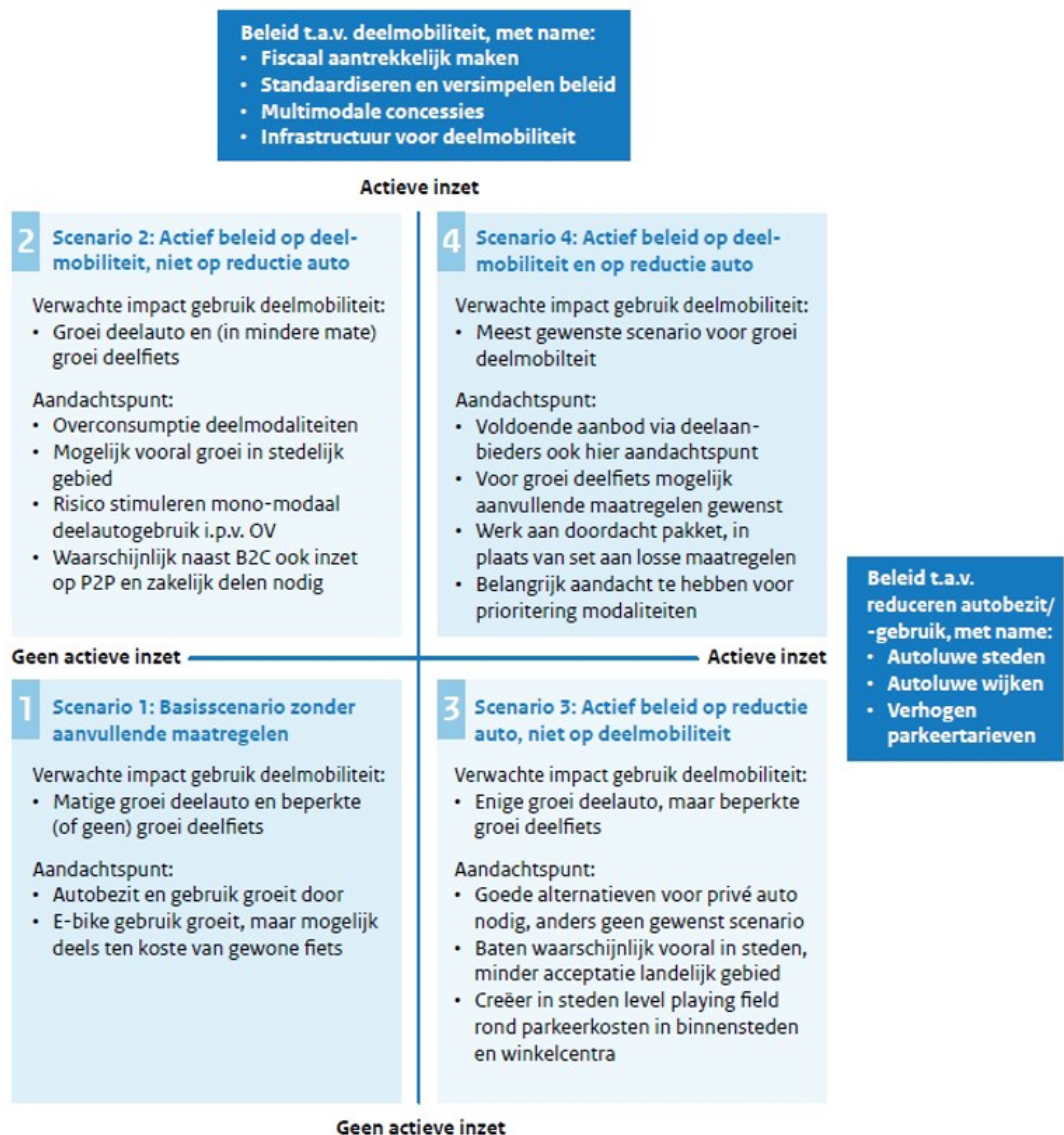 Beleid t.a.v. deelmobiliteit, met name:
• Fiscaal aantrekkelijk maken
• Standaardiseren en versimpelen beleid
• Multimodale concessies
• Infrastructuur voor deelmobiliteit
Actieve inzet
2 Scenario 2: Actief beleid op deel-
mobiliteit, niet op reductie auto
Verwachte impact gebruik deelmobiliteit:
• Groei deelauto en (in mindere mate)
groei deelfiets
Aandachtspunt:
• Overconsumptie deelmodaliteiten
• Mogelijk vooral groei in stedelijk
gebied
• Risico stimuleren mono-modaal
deelautogebruik i.p.v. OV
• Waarschijnlijk naast B2C ook inzet
op P2P en zakelijk delen nodig
4 Scenario 4: Actief beleid op deel-
mobiliteit en op reductie auto
Verwachte impact gebruik deelmobiliteit:
• Meest gewenste scenario voor groei
deelmobilteit
Aandachtspunt:
• Voldoende aanbod via deelaan-
bieders ook hier aandachtspunt
• Voor groei deelfiets mogelijk
aanvullende maatregelen gewenst
• Werk aan doordacht pakket, in
plaats van set aan losse maatregelen
• Belangrijk aandacht te hebben voor
prioritering modaliteiten
Geen actieve inzet
Actieve inzet
Beleid t.a.v.
reduceren autobezit/
-gebruik, met name:
• Autoluwe steden
• Autoluwe wijken
• Verhogen
parkeertarieven
1 Scenario 1: Basisscenario zonder
aanvullende maatregelen
Verwachte impact gebruik deelmobiliteit:
• Matige groei deelauto en beperkte
(of geen) groei deelfiets
Aandachtspunt:
• Autobezit en gebruik groeit door
• E-bike gebruik groeit, maar mogelijk
deels ten koste van gewone fiets
3 Scenario 3: Actief beleid op reductie
auto, niet op deelmobiliteit
Verwachte impact gebruik deelmobiliteit:
• Enige groei deelauto, maar beperkte
groei deelfiets
Aandachtspunt:
• Goede alternatieven voor privé auto
nodig, anders geen gewenst scenario
• Baten waarschijnlijk vooral in steden,
minder acceptatie landelijk gebied
• Creëer in steden level playing field
rond parkeerkosten in binnensteden
en winkelcentra
Geen actieve inzet